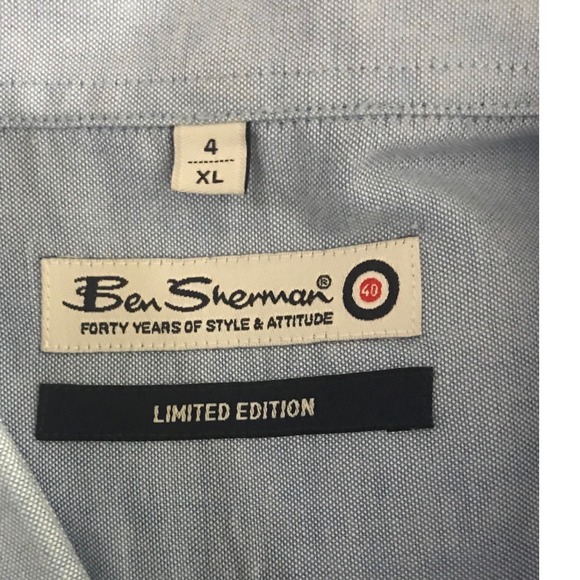 4
XL
Ben Sherman®
40
FORTY YEARS OF STYLE & ATTITUDE
LIMITED EDITION